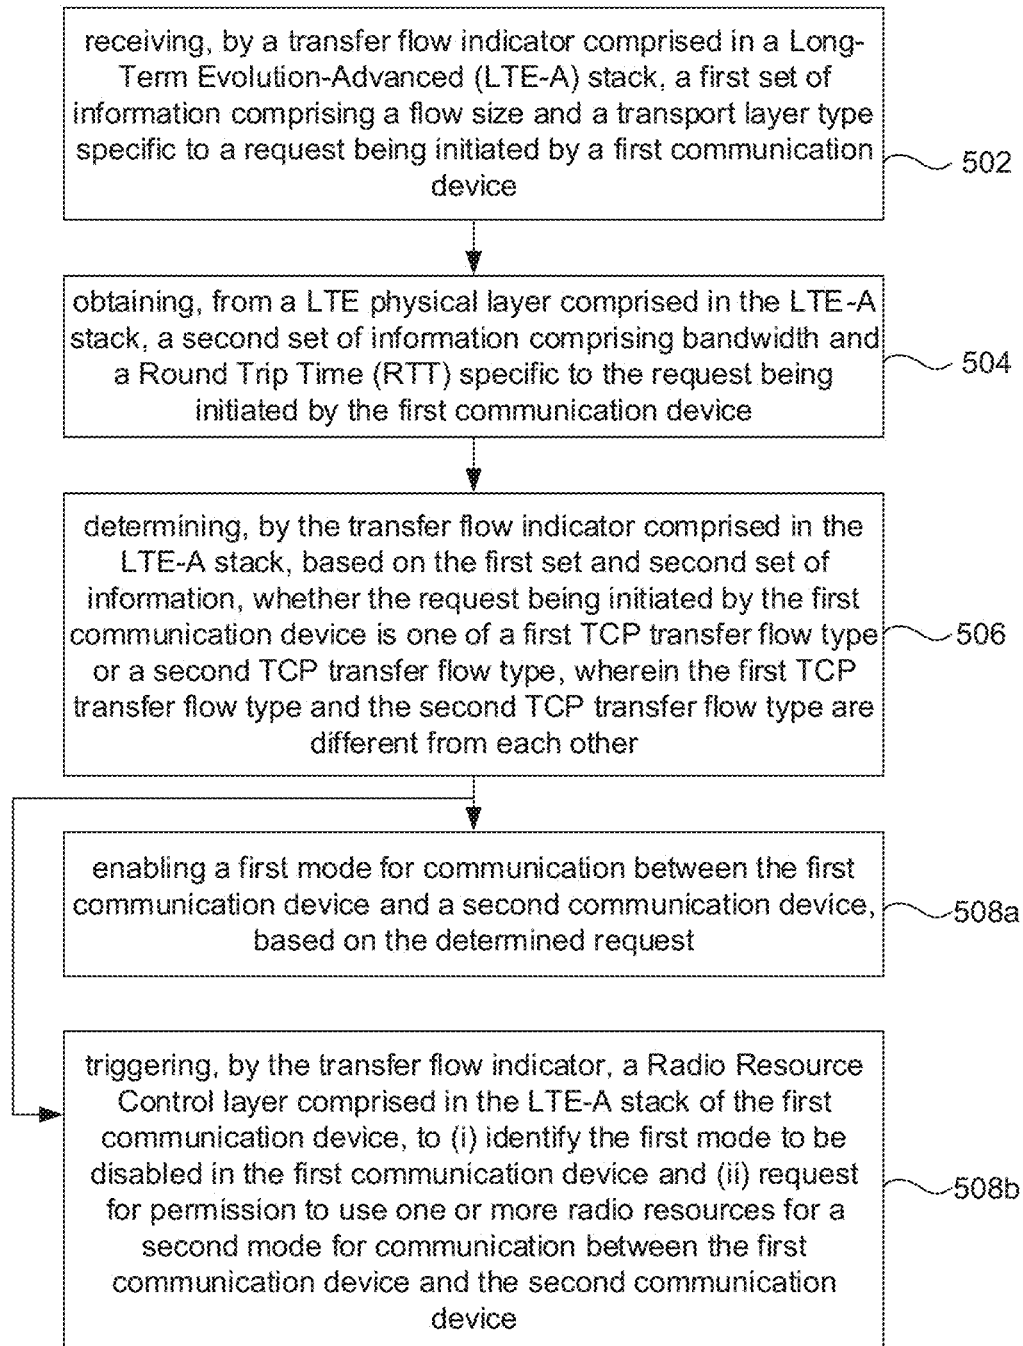 receiving, by a transfer flow indicator comprised in a Long-
Term Evolution-Advanced (LTE-A) stack, a first set of
information comprising a flow size and a transport layer type
specific to a request being initiated by a first communication
device
502
obtaining, from a LTE physical layer comprised in the LTE-A
stack, a second set of information comprising bandwidth and
a Round Trip Time (RTT) specific to the request being
initiated by the first communication device
504
determining, by the transfer flow indicator comprised in the
LTE-A stack, based on the first set and second set of
information, whether the request being initiated by the first
communication device is one of a first TCP transfer flow type
or a second TCP transfer flow type, wherein the first TCP
transfer flow type and the second TCP transfer flow type are
different from each other
506
enabling a first mode for communication between the first
communication device and a second communication device,
based on the determined request
508a
triggering, by the transfer flow indicator, a Radio Resource
Control layer comprised in the LTE-A stack of the first
communication device, to (i) identify the first mode to be
disabled in the first communication device and (ii) request
for permission to use one or more radio resources for a
second mode for communication between the first
communication device and the second communication
device
508b